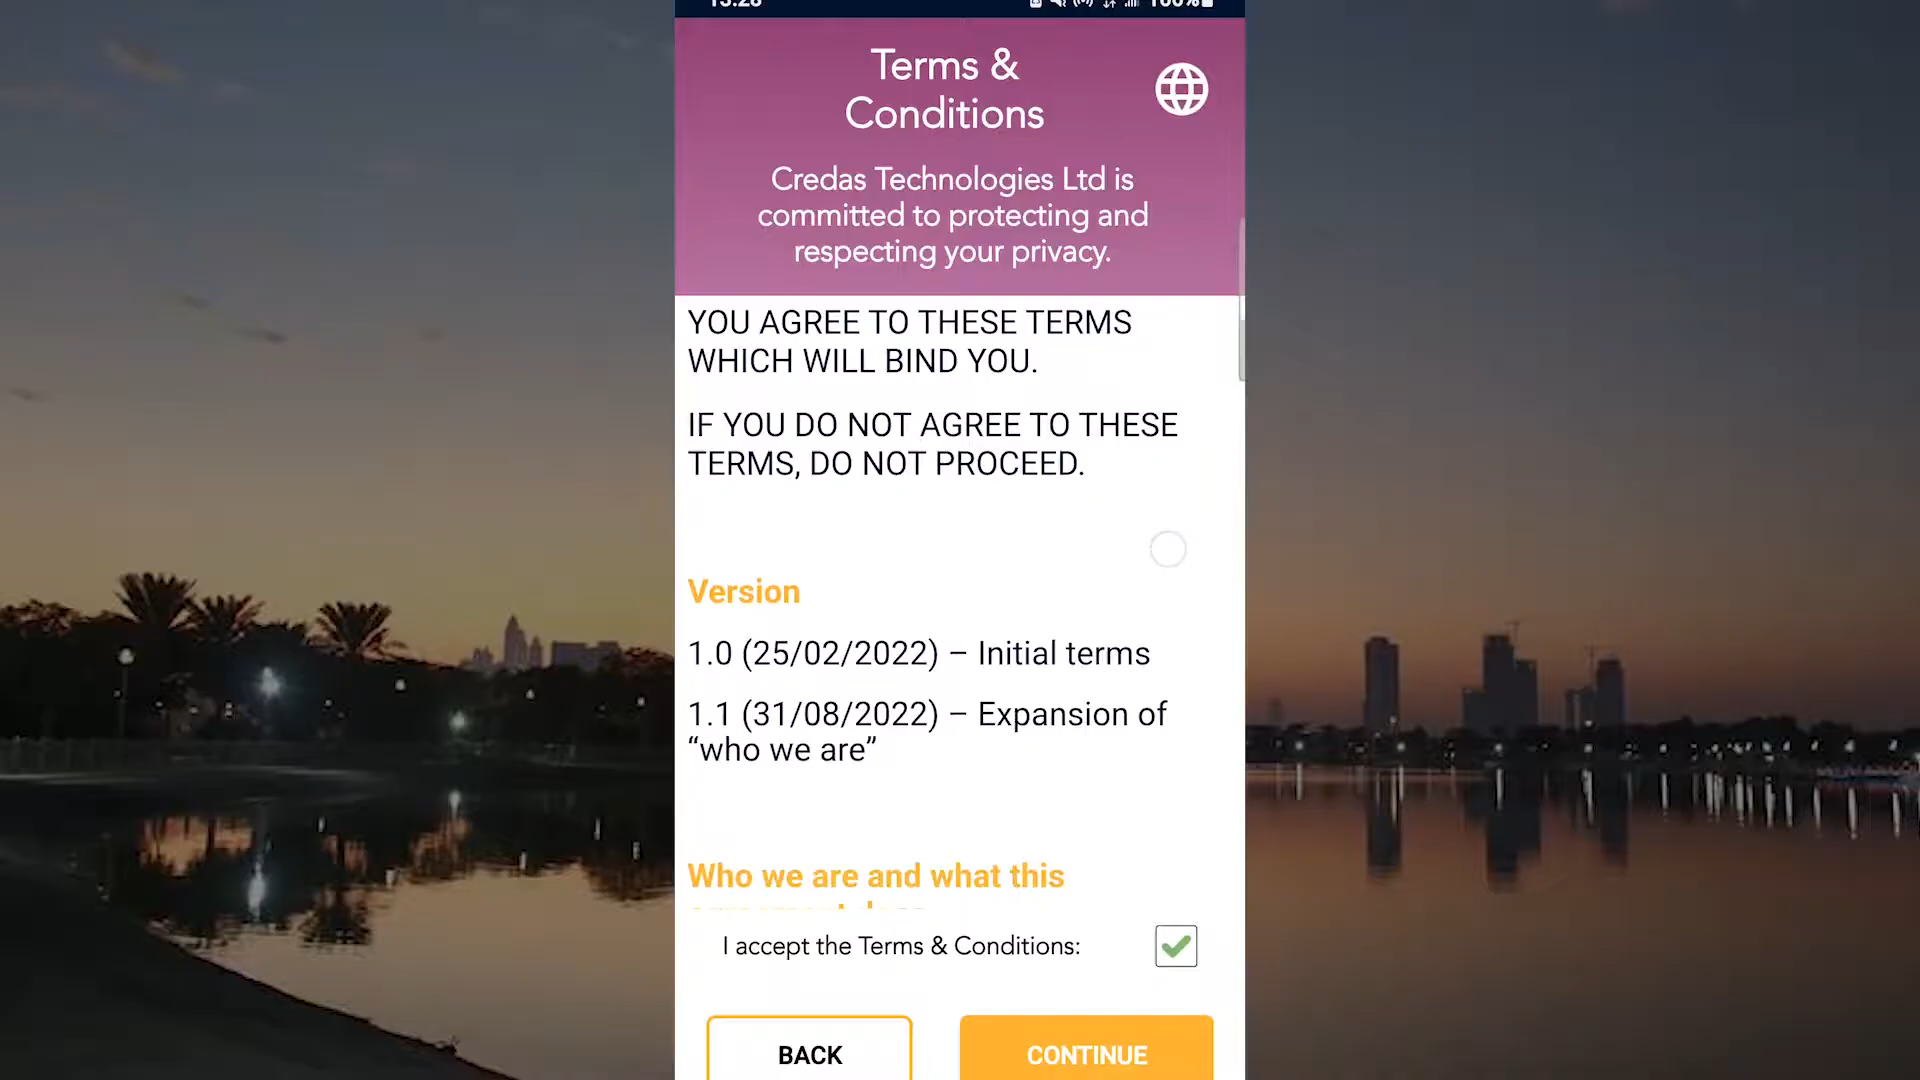 Terms &
Conditions
Credas Technologies Ltd is
committed to protecting and
respecting your privacy.
YOU AGREE TO THESE TERMS
WHICH WILL BIND YOU.
IF YOU DO NOT AGREE TO THESE
TERMS, DO NOT PROCEED.
Version
1.0 (25/02/2022) – Initial terms
1.1 (31/08/2022) – Expansion of
“who we are”
Who we are and what this
I accept the Terms & Conditions:
BACK
CONTINUE